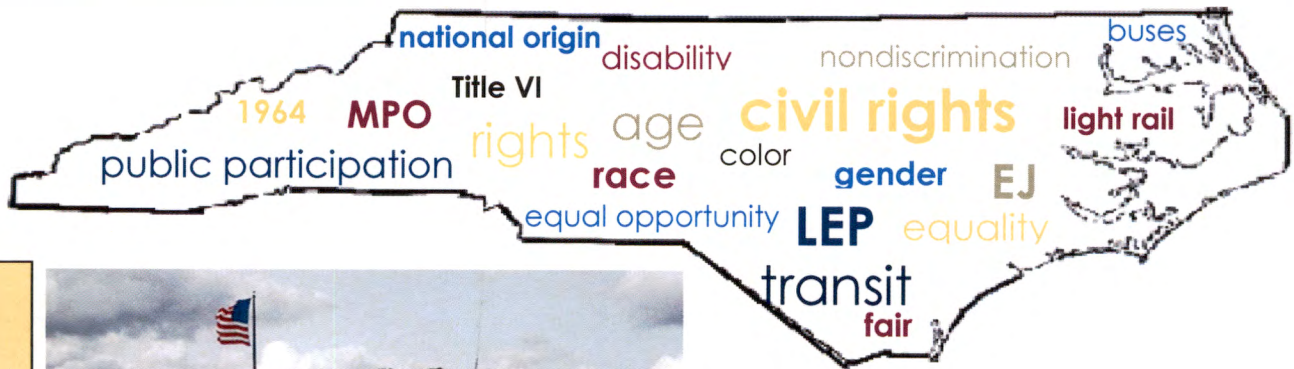 national origin
buses
disability
nondiscrimination
Title VI
1964
MPO
civil rights
rights
age
light rail
color
public participation
race
gender
EJ
equal opportunity
LEP
equality
transit
fair